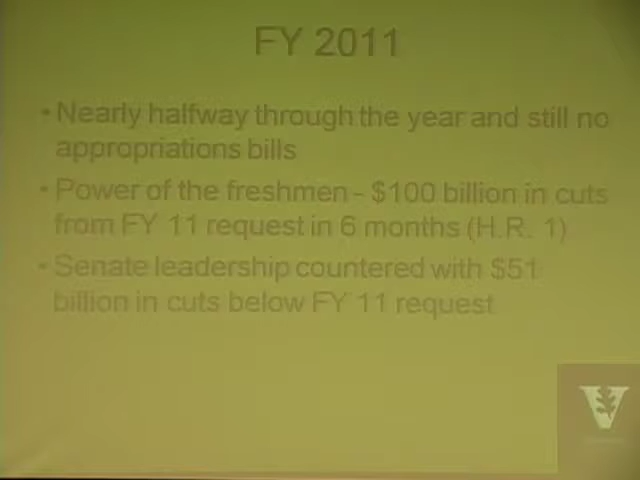 FY 2011
• Nearly halfway through the year and still no
appropriations bills
• Power of the freshmen - $100 billion in cuts
from FY 11 request in 6 months (H.R. 1)
• Senate leadership countered with $51
billion in cuts below FY 11 request
V